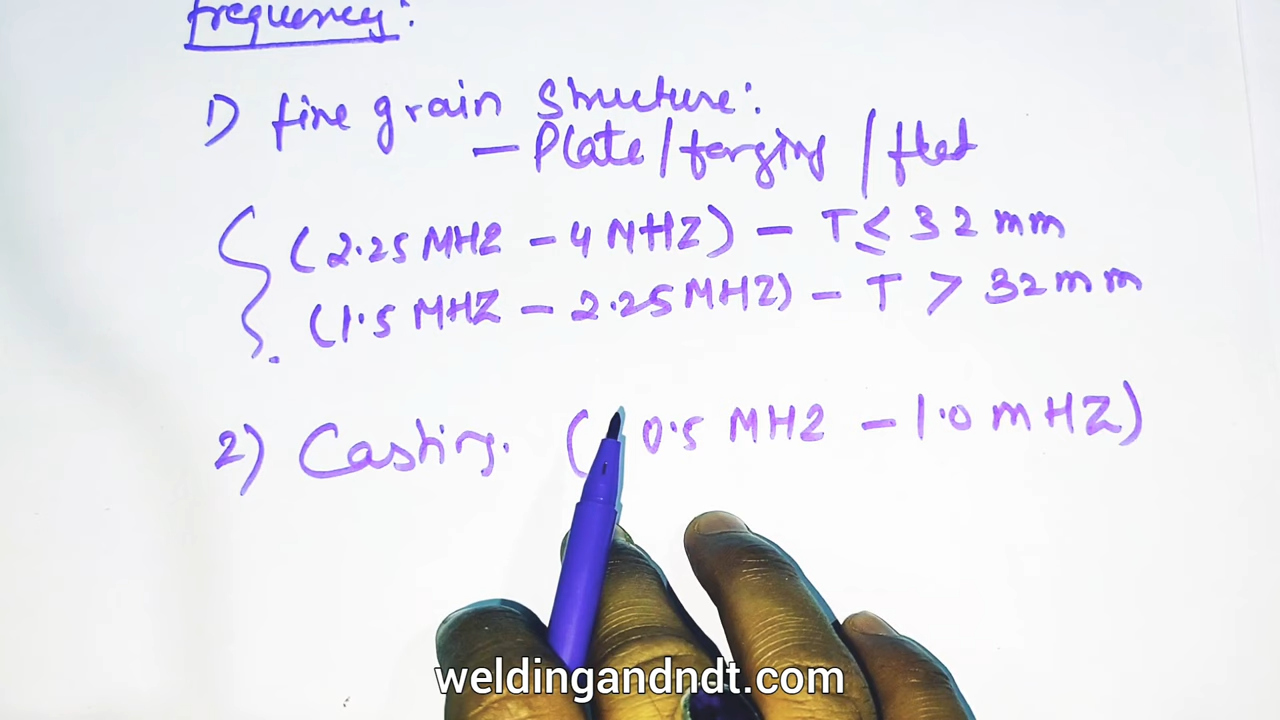 frequency:
1) fine grain structure:
— Plate/forging/flat
(2.25 MHZ – 4 MHZ) – T ≤ 32 mm
(1.5 MHZ – 2.25 MHZ) – T > 32 mm
2) Casting. (0.5 MHZ – 1.0 MHZ)
weldingandndt.com